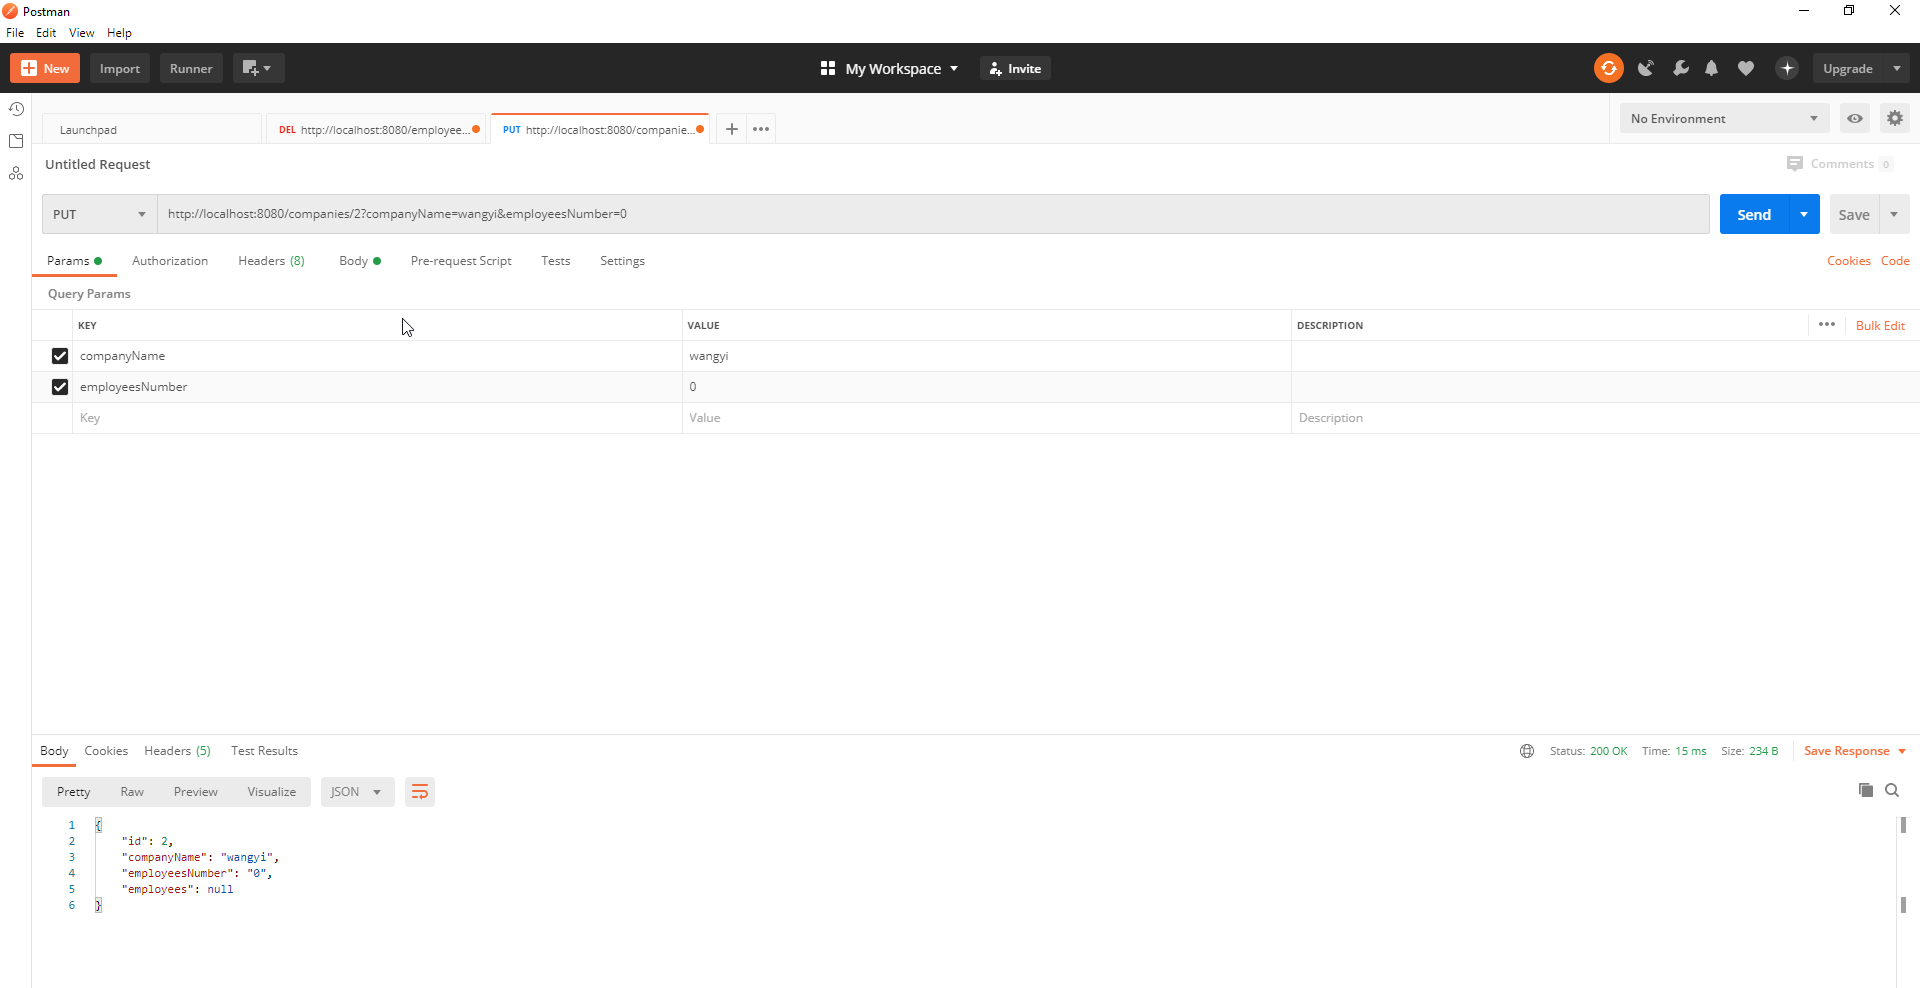 Postman
File Edit View Help
New Import Runner My Workspace Invite Upgrade
Launchpad DEL http://localhost:8080/employee... PUT http://localhost:8080/companie... No Environment
Untitled Request Comments 0
PUT http://localhost:8080/companies/2?companyName=wangyi&employeesNumber=0 Send Save
Params Authorization Headers (8) Body Pre-request Script Tests Settings Cookies Code
Query Params
KEY VALUE DESCRIPTION Bulk Edit
companyName wangyi
employeesNumber 0
Key Value Description
Body Cookies Headers (5) Test Results Status: 200 OK Time: 15 ms Size: 234 B Save Response
Pretty Raw Preview Visualize JSON
1 {
2 "id": 2,
3 "companyName": "wangyi",
4 "employeesNumber": "0",
5 "employees": null
6 }